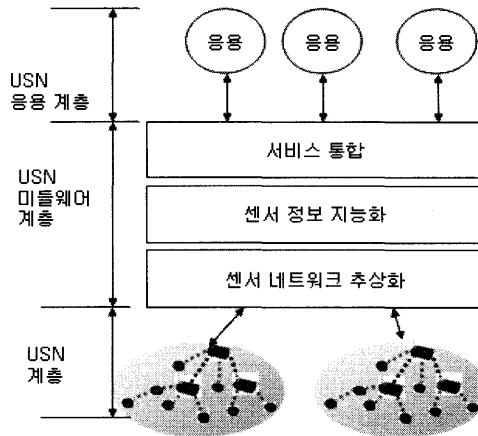 응용
응용
응용
USN
응용 계층
서비스 통합
USN
미들웨어
계층
센서 정보 지능화
센서 네트워크 추상화
USN
계층